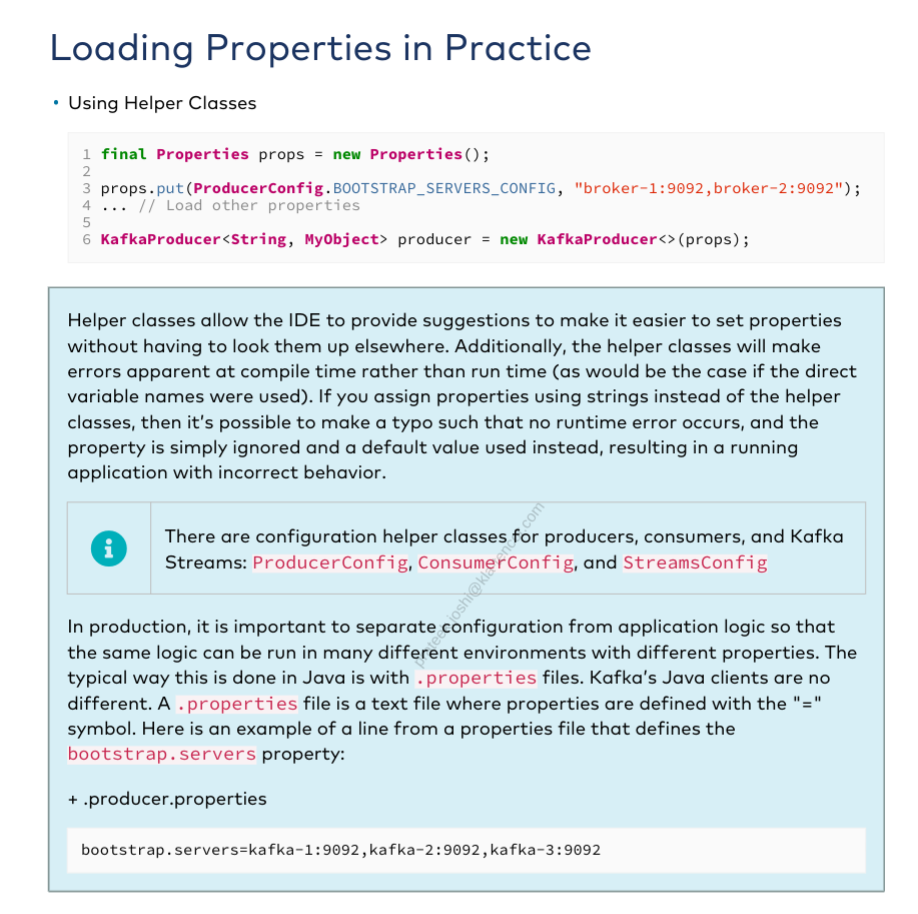 Loading Properties in Practice
• Using Helper Classes
1 final Properties props = new Properties();
2
3 props.put(ProducerConfig.BOOTSTRAP_SERVERS_CONFIG, "broker-1:9092,broker-2:9092");
4 ... // Load other properties
5
6 KafkaProducer<String, MyObject> producer = new KafkaProducer<>(props);
Helper classes allow the IDE to provide suggestions to make it easier to set properties
without having to look them up elsewhere. Additionally, the helper classes will make
errors apparent at compile time rather than run time (as would be the case if the direct
variable names were used). If you assign properties using strings instead of the helper
classes, then it's possible to make a typo such that no runtime error occurs, and the
property is simply ignored and a default value used instead, resulting in a running
application with incorrect behavior.
There are configuration helper classes for producers, consumers, and Kafka
Streams: ProducerConfig, ConsumerConfig, and StreamsConfig
In production, it is important to separate configuration from application logic so that
the same logic can be run in many different environments with different properties. The
typical way this is done in Java is with .properties files. Kafka's Java clients are no
different. A .properties file is a text file where properties are defined with the "="
symbol. Here is an example of a line from a properties file that defines the
bootstrap.servers property:
+ .producer.properties
bootstrap.servers=kafka-1:9092,kafka-2:9092,kafka-3:9092